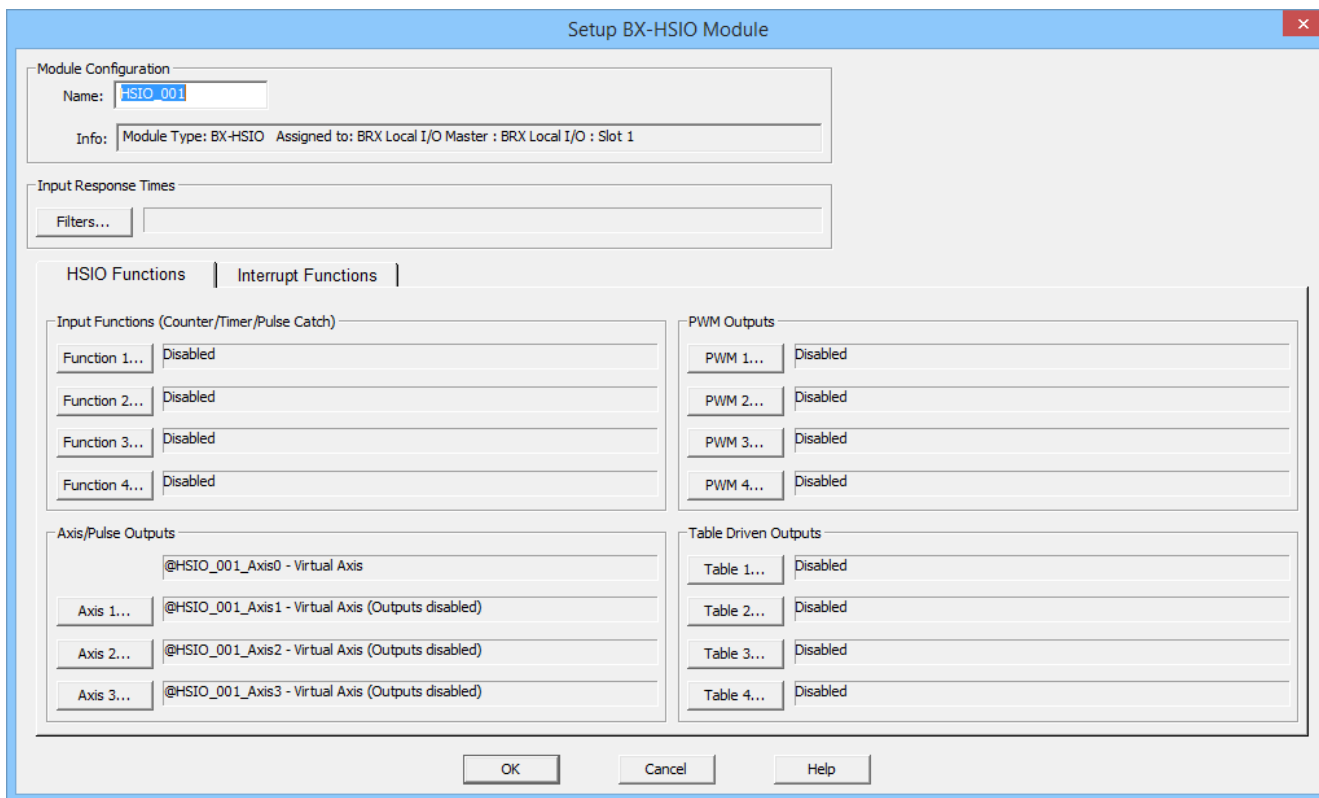 Setup BX-HSIO Module
Module Configuration
Name: HSIO_001
Info: Module Type: BX-HSIO Assigned to: BRX Local I/O Master : BRX Local I/O : Slot 1
Input Response Times
Filters...
HSIO Functions
Interrupt Functions
Input Functions (Counter/Timer/Pulse Catch)
Function 1... Disabled
Function 2... Disabled
Function 3... Disabled
Function 4... Disabled
PWM Outputs
PWM 1... Disabled
PWM 2... Disabled
PWM 3... Disabled
PWM 4... Disabled
Axis/Pulse Outputs
@HSIO_001_Axis0 - Virtual Axis
Axis 1... @HSIO_001_Axis1 - Virtual Axis (Outputs disabled)
Axis 2... @HSIO_001_Axis2 - Virtual Axis (Outputs disabled)
Axis 3... @HSIO_001_Axis3 - Virtual Axis (Outputs disabled)
Table Driven Outputs
Table 1... Disabled
Table 2... Disabled
Table 3... Disabled
Table 4... Disabled
OK
Cancel
Help